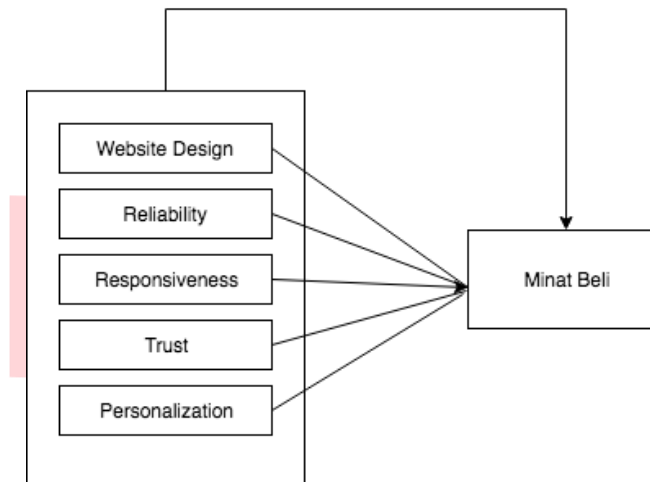 Website Design
Reliability
Responsiveness
Trust
Personalization
Minat Beli